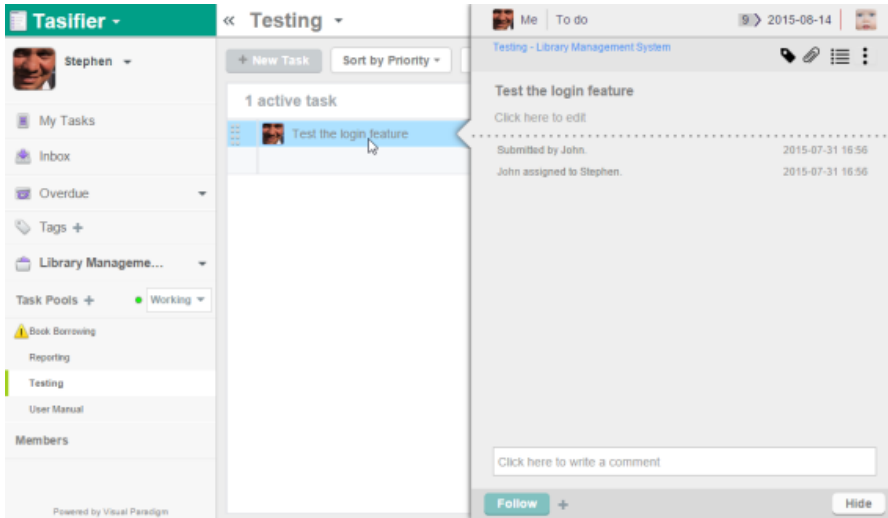 Tasifier
Stephen
My Tasks
Inbox
Overdue
Tags +
Library Manageme...
Task Pools + Working
Book Borrowing
Reporting
Testing
User Manual
Members
Powered by Visual Paradigm
« Testing
+ New Task Sort by Priority
1 active task
Test the login feature
Me To do 9 2015-08-14
Testing - Library Management System
Test the login feature
Click here to edit
Submitted by John. 2015-07-31 16:56
John assigned to Stephen. 2015-07-31 16:56
Click here to write a comment
Follow + Hide